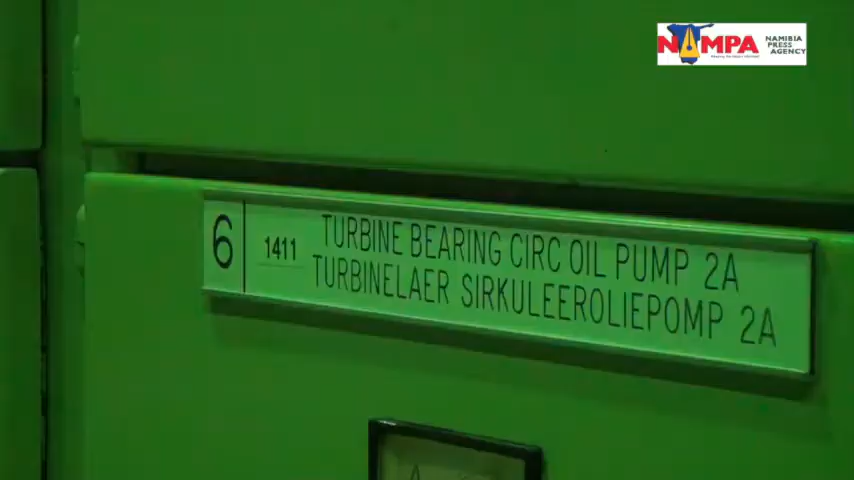 NAMPA
NAMIBIA
PRESS
AGENCY
6
1411
TURBINE BEARING CIRC OIL PUMP 2A
TURBINELAER SIRKULEEROLIEPOMP 2A
A